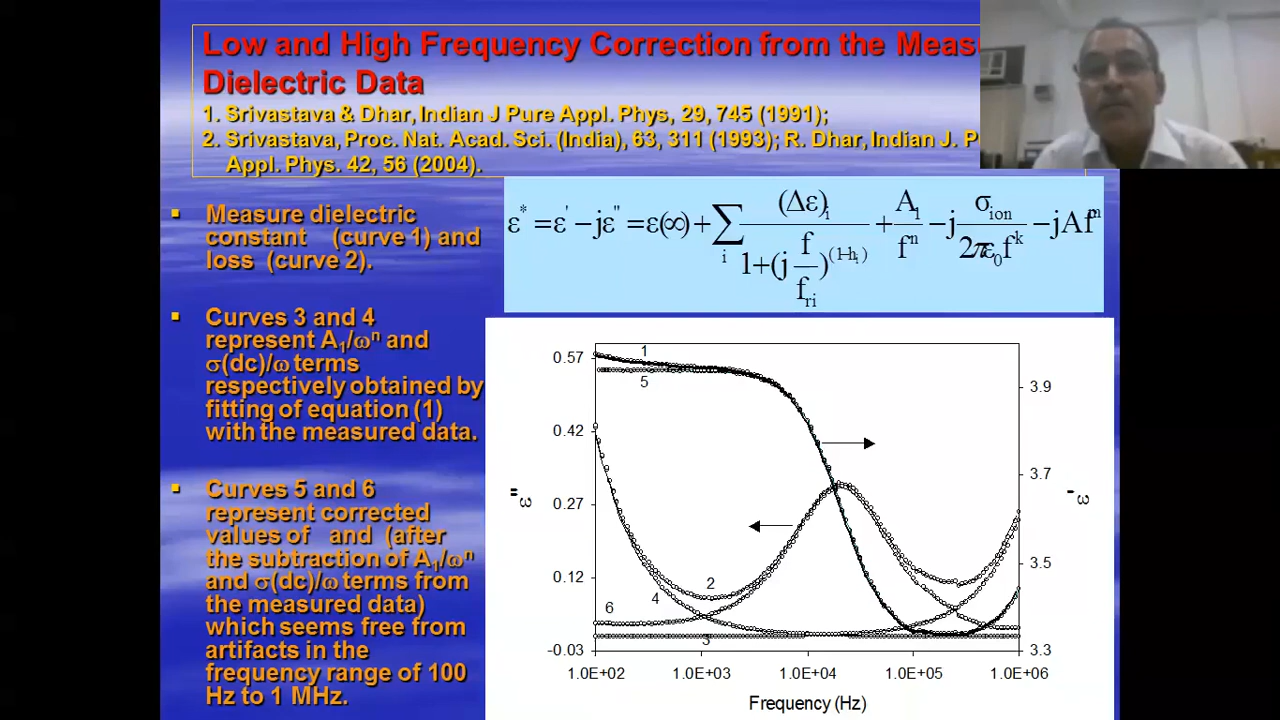 Low and High Frequency Correction from the Meas
Dielectric Data
1. Srivastava & Dhar, Indian J Pure Appl. Phys, 29, 745 (1991);
2. Srivastava, Proc. Nat. Acad. Sci. (India), 63, 311 (1993); R. Dhar, Indian J. P
Appl. Phys. 42, 56 (2004).
▪ Measure dielectric
constant (curve 1) and
loss (curve 2).
▪ Curves 3 and 4
represent A₁/ωⁿ and
σ(dc)/ω terms
respectively obtained by
fitting of equation (1)
with the measured data.
▪ Curves 5 and 6
represent corrected
values of and (after
the subtraction of A₁/ωⁿ
and σ(dc)/ω terms from
the measured data)
which seems free from
artifacts in the
frequency range of 100
Hz to 1 MHz.
ε* = ε' − jε" = ε(∞) + ∑i (Δε)i / 1+(j f/fri)^(1-hi) + A1/f^n − j σion/2πε0f^k − jAf^m
0.57
0.42
0.27
0.12
-0.03
ε"
1
5
2
4
6
3
3.9
3.7
3.5
3.3
ε'
1.0E+02 1.0E+03 1.0E+04 1.0E+05 1.0E+06
Frequency (Hz)